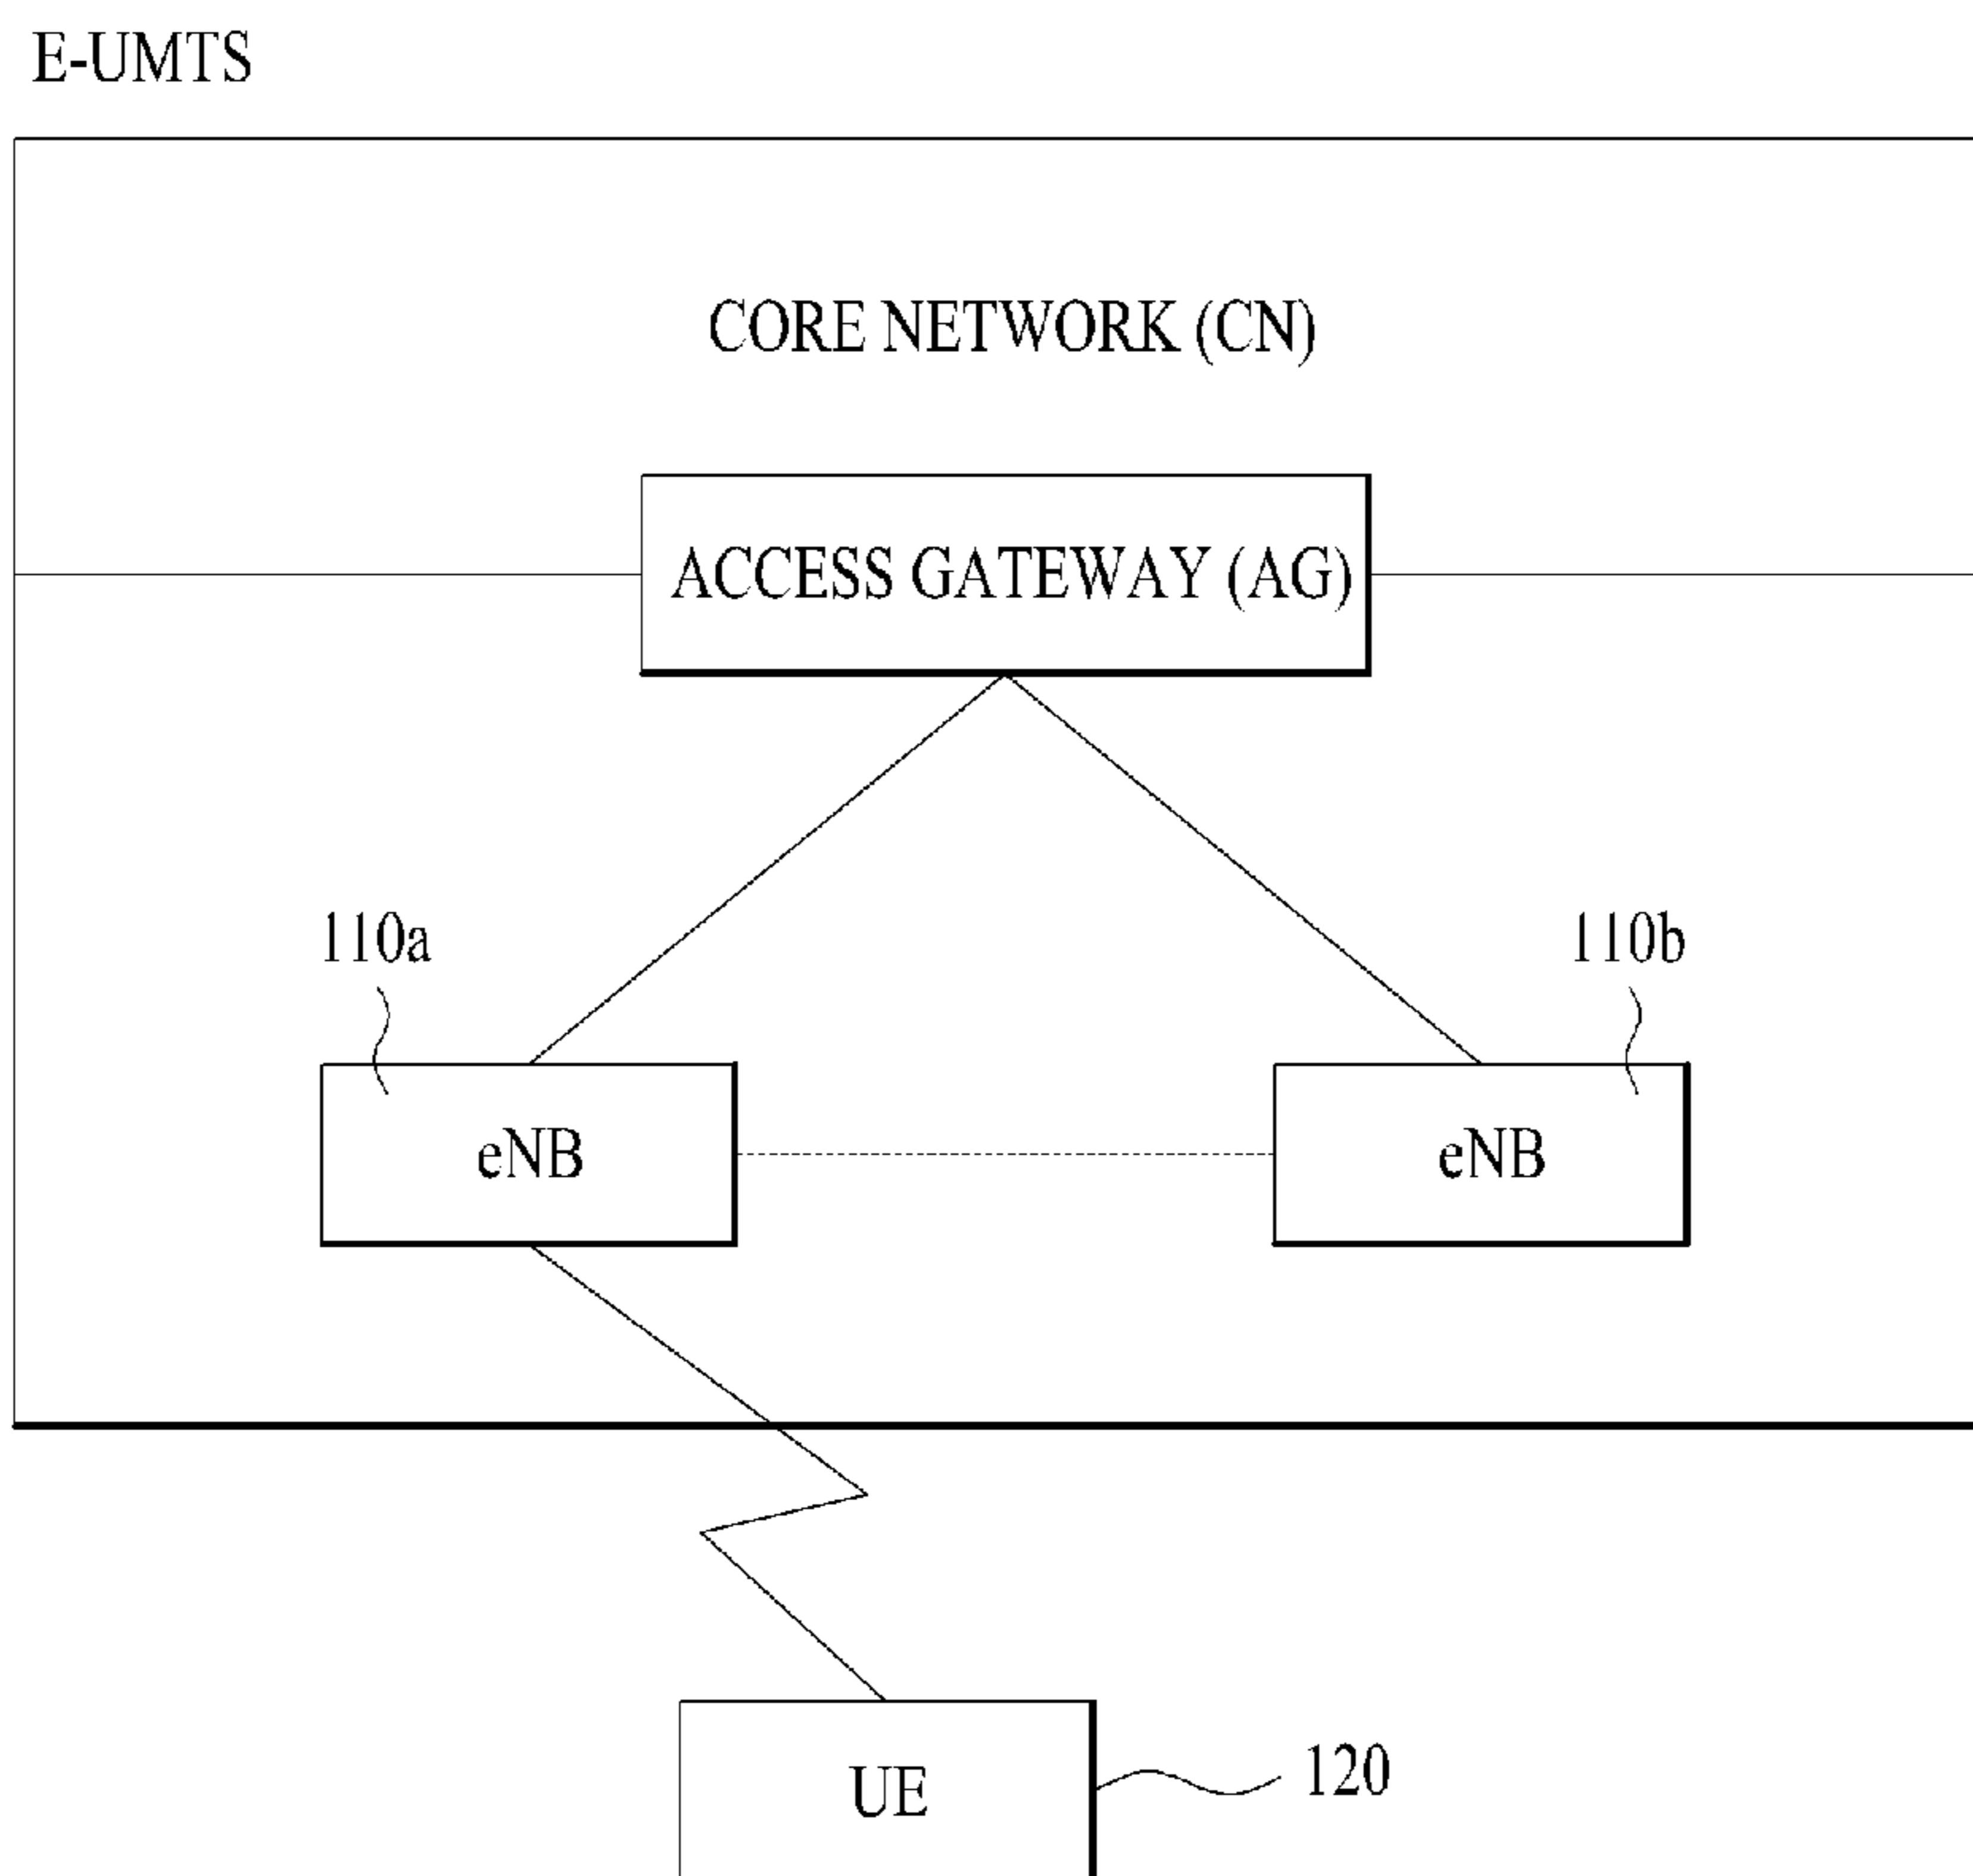 E-UMTS
CORE NETWORK (CN)
ACCESS GATEWAY (AG)
110a
110b
eNB
eNB
UE
120